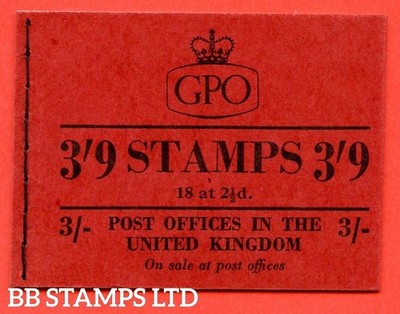 GPO
3'9 STAMPS 3'9
18 at 2½d.
3/- POST OFFICES IN THE 3/-
UNITED KINGDOM
On sale at post offices
BB STAMPS LTD